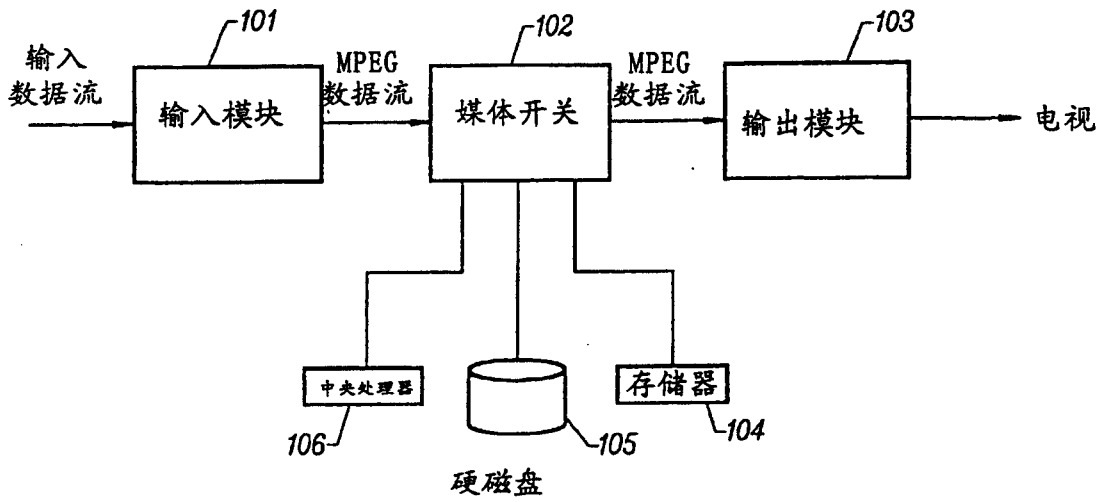 101
102
103
输入
数据流
MPEG
数据流
MPEG
数据流
输入模块
媒体开关
输出模块
电视
中央处理器
存储器
106
105
104
硬磁盘